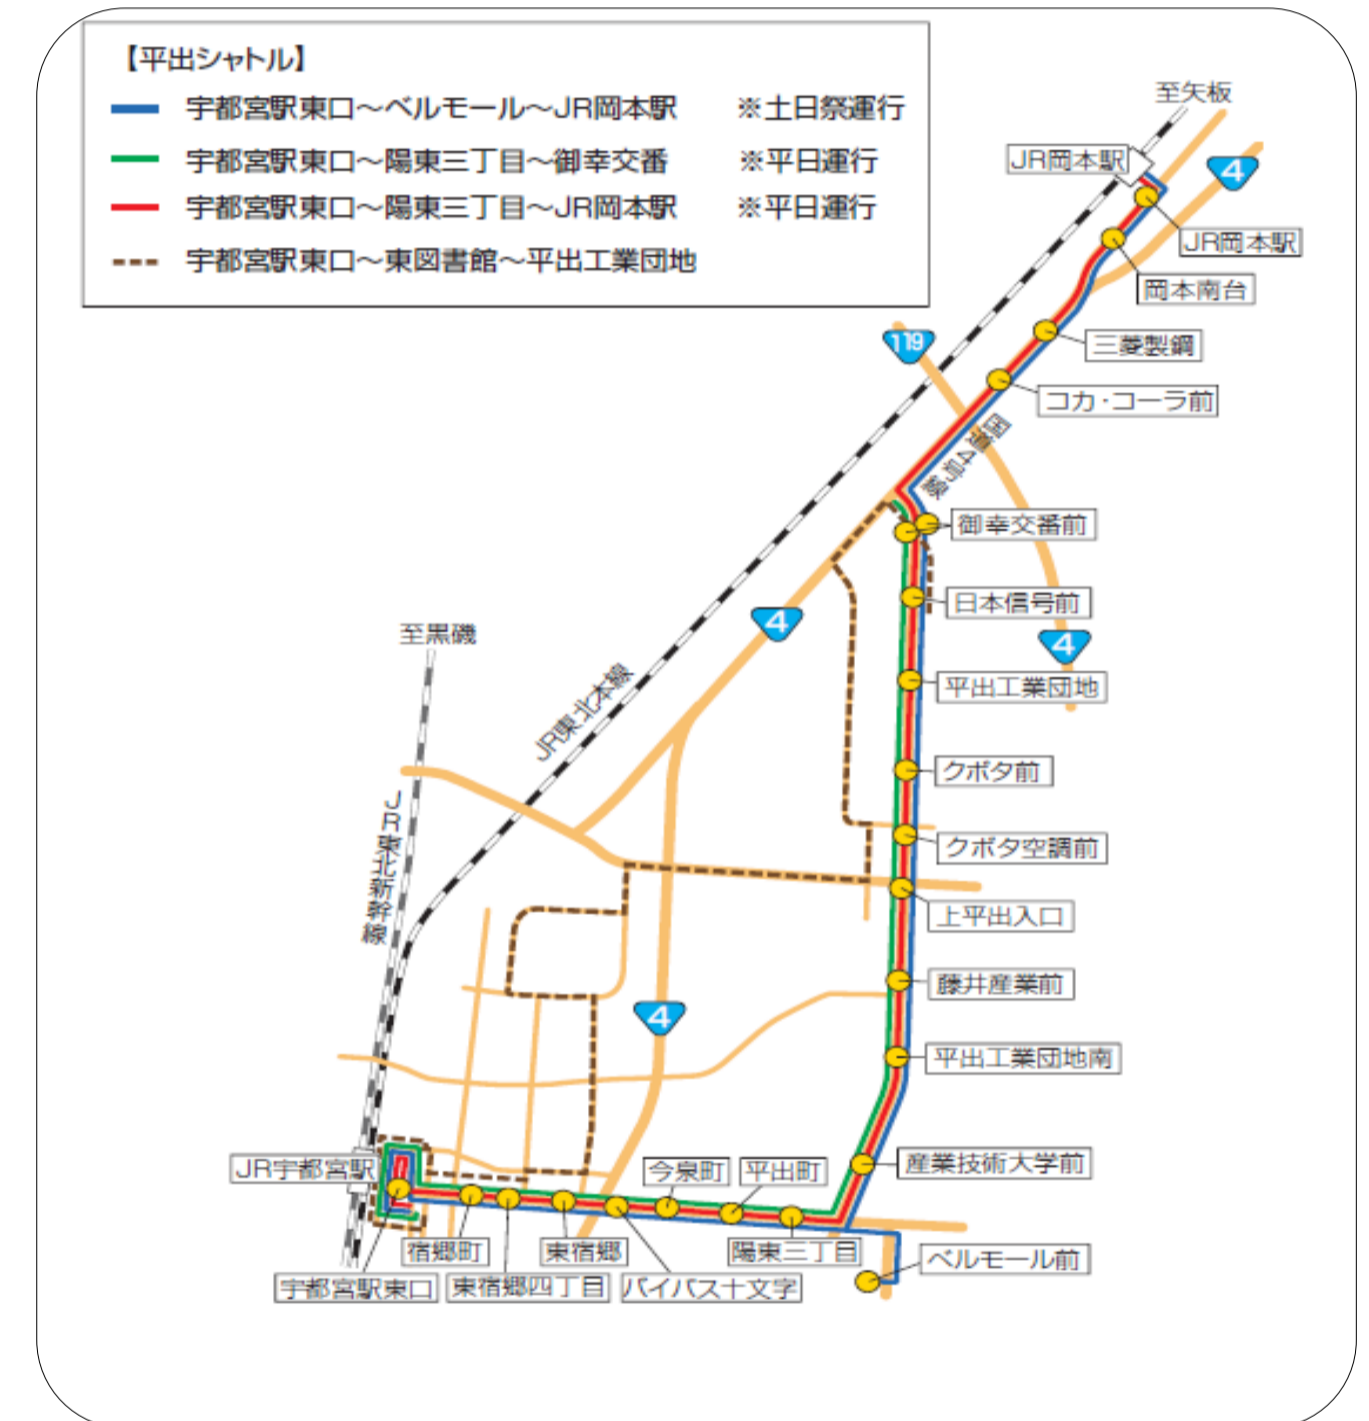 【平出シャトル】
宇都宮駅東口～ベルモール～JR岡本駅　※土日祭運行
宇都宮駅東口～陽東三丁目～御幸交番　※平日運行
宇都宮駅東口～陽東三丁目～JR岡本駅　※平日運行
宇都宮駅東口～東図書館～平出工業団地
至矢板
JR岡本駅
4
JR岡本駅
岡本南台
119
三菱製鋼
コカ・コーラ前
国道4号線
御幸交番前
日本信号前
4
至黒磯
4
JR東北本線
平出工業団地
クボタ前
JR東北新幹線
クボタ空調前
上平出入口
藤井産業前
4
平出工業団地南
JR宇都宮駅
今泉町
平出町
産業技術大学前
宿郷町
東宿郷
陽東三丁目
ベルモール前
宇都宮駅東口
東宿郷四丁目
バイパス十文字